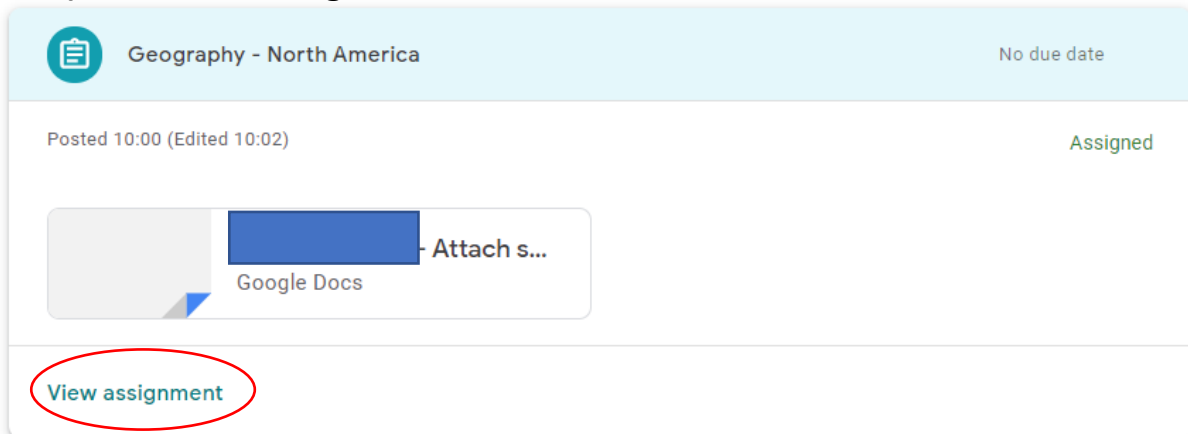 Geography - North America
No due date
Posted 10:00 (Edited 10:02)
Assigned
- Attach s...
Google Docs
View assignment